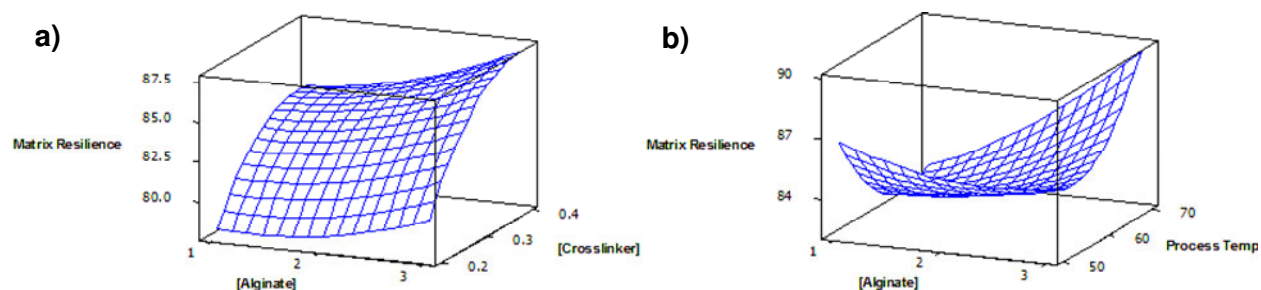 a)
87.5
85.0
Matrix Resilience
82.5
80.0
1
2
3
[Alginate]
0.2
0.3
0.4
[Crosslinker]
b)
90
87
Matrix Resilience
84
1
2
3
[Alginate]
50
60
70
Process Temp